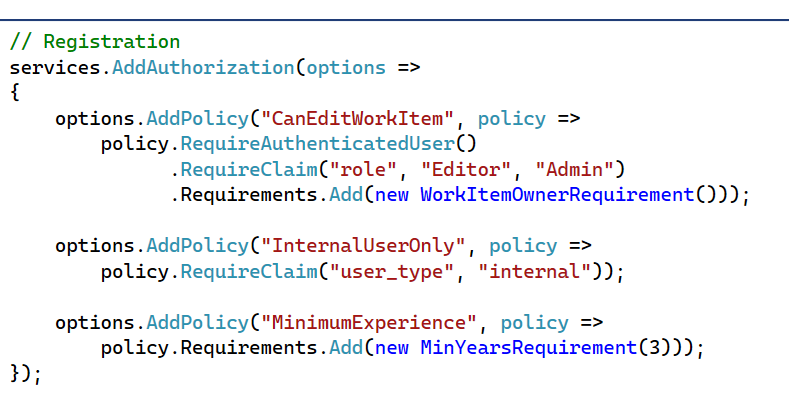 // Registration
services.AddAuthorization(options =>
{
    options.AddPolicy("CanEditWorkItem", policy =>
        policy.RequireAuthenticatedUser()
              .RequireClaim("role", "Editor", "Admin")
              .Requirements.Add(new WorkItemOwnerRequirement()));

    options.AddPolicy("InternalUserOnly", policy =>
        policy.RequireClaim("user_type", "internal"));

    options.AddPolicy("MinimumExperience", policy =>
        policy.Requirements.Add(new MinYearsRequirement(3)));
});